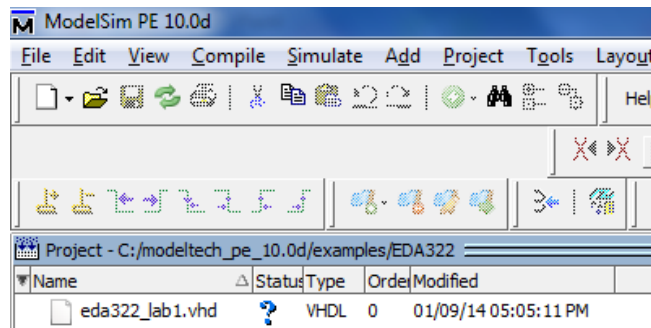 ModelSim PE 10.0d
File Edit View Compile Simulate Add Project Tools Layout
Hel
Project - C:/modeltech_pe_10.0d/examples/EDA322
Name Status Type Order Modified
eda322_lab1.vhd ? VHDL 0 01/09/14 05:05:11 PM